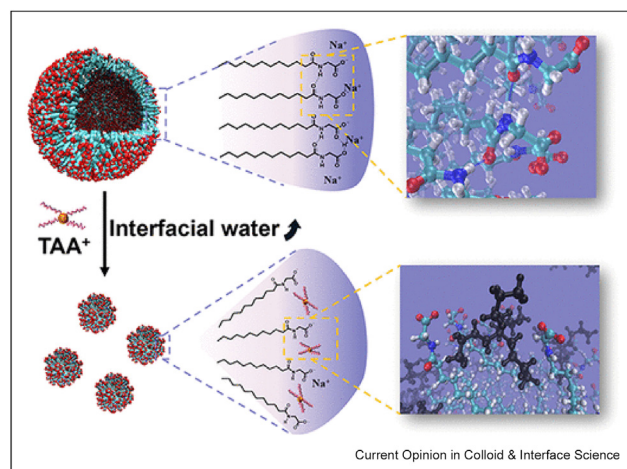 Na⁺
Na⁺
Na⁺
Na⁺
TAA⁺
Interfacial water
Na⁺
Current Opinion in Colloid & Interface Science